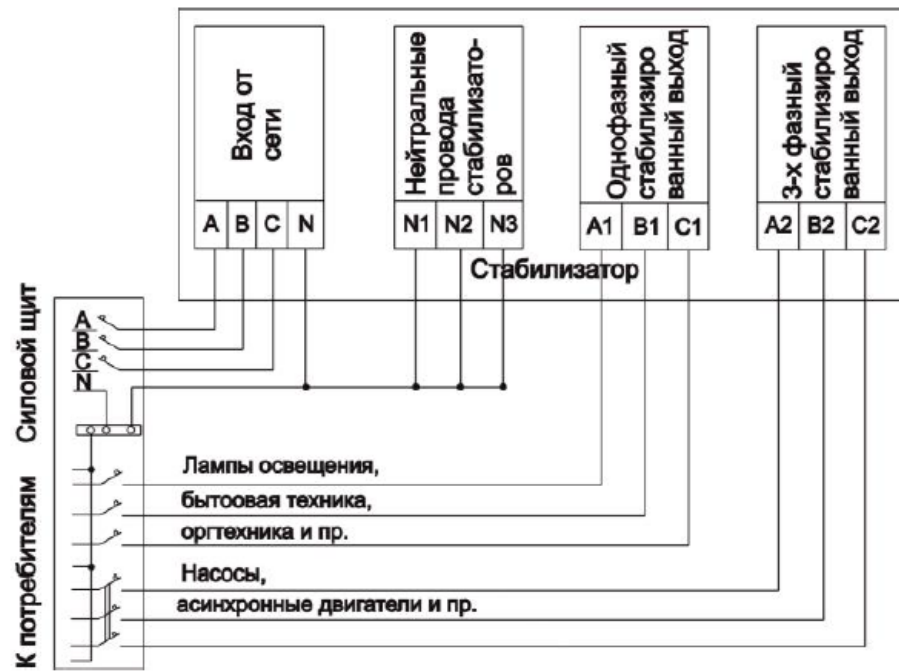 Вход от
сети
Нейтральные
провода
стабилизато-
ров
Однофазный
стабилизиро
ванный выход
3-х фазный
стабилизиро
ванный выход
A B C N
N1 N2 N3
A1 B1 C1
A2 B2 C2
Стабилизатор
Силовой щит
A
B
C
N
К потребителям
Лампы освещения,
бытоовая техника,
оргтехника и пр.
Насосы,
асинхронные двигатели и пр.